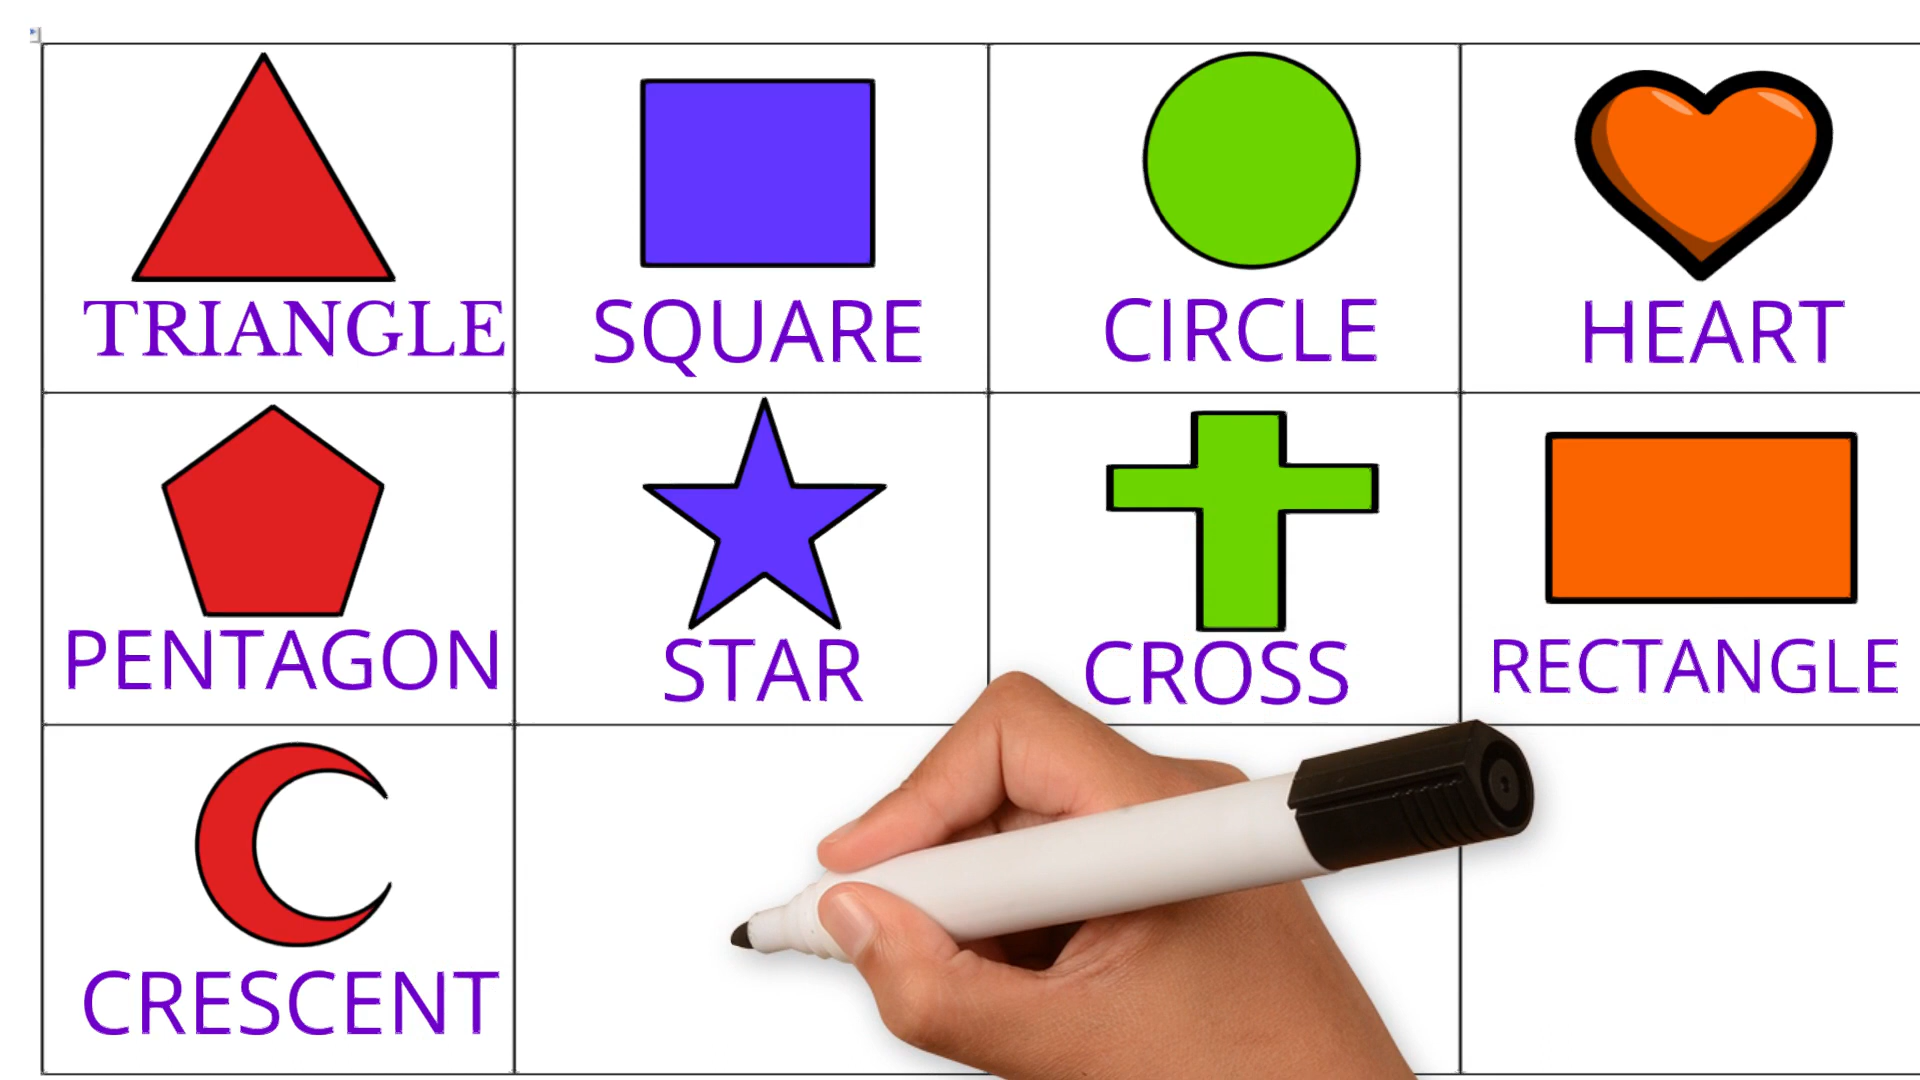 TRIANGLE
SQUARE
CIRCLE
HEART
PENTAGON
STAR
CROSS
RECTANGLE
CRESCENT